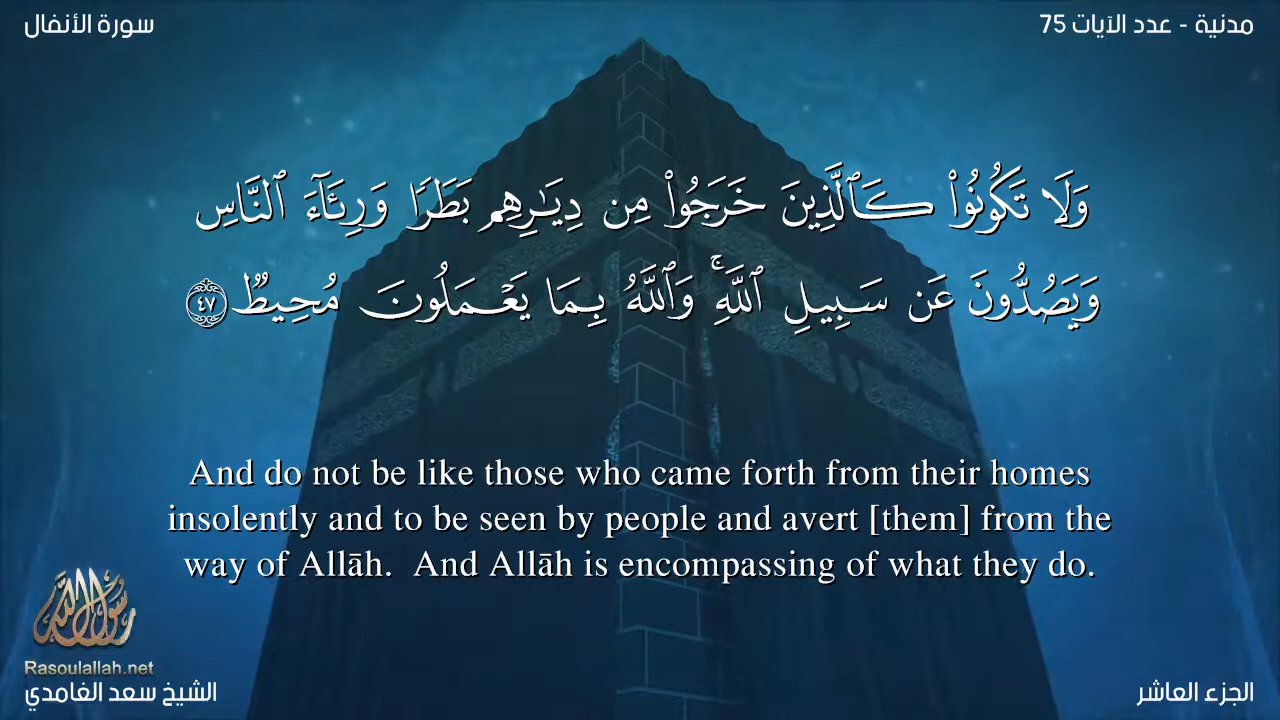 سورة الأنفال
مدنية - عدد الآيات 75
وَلَا تَكُونُوا۟ كَٱلَّذِينَ خَرَجُوا۟ مِن دِيَـٰرِهِم بَطَرًا وَرِئَآءَ ٱلنَّاسِ
وَيَصُدُّونَ عَن سَبِيلِ ٱللَّهِ ۚ وَٱللَّهُ بِمَا يَعْمَلُونَ مُحِيطٌ ٤٧
And do not be like those who came forth from their homes
insolently and to be seen by people and avert [them] from the
way of Allāh.  And Allāh is encompassing of what they do.
رسول الله
Rasoulallah.net
الشيخ سعد الغامدي
الجزء العاشر